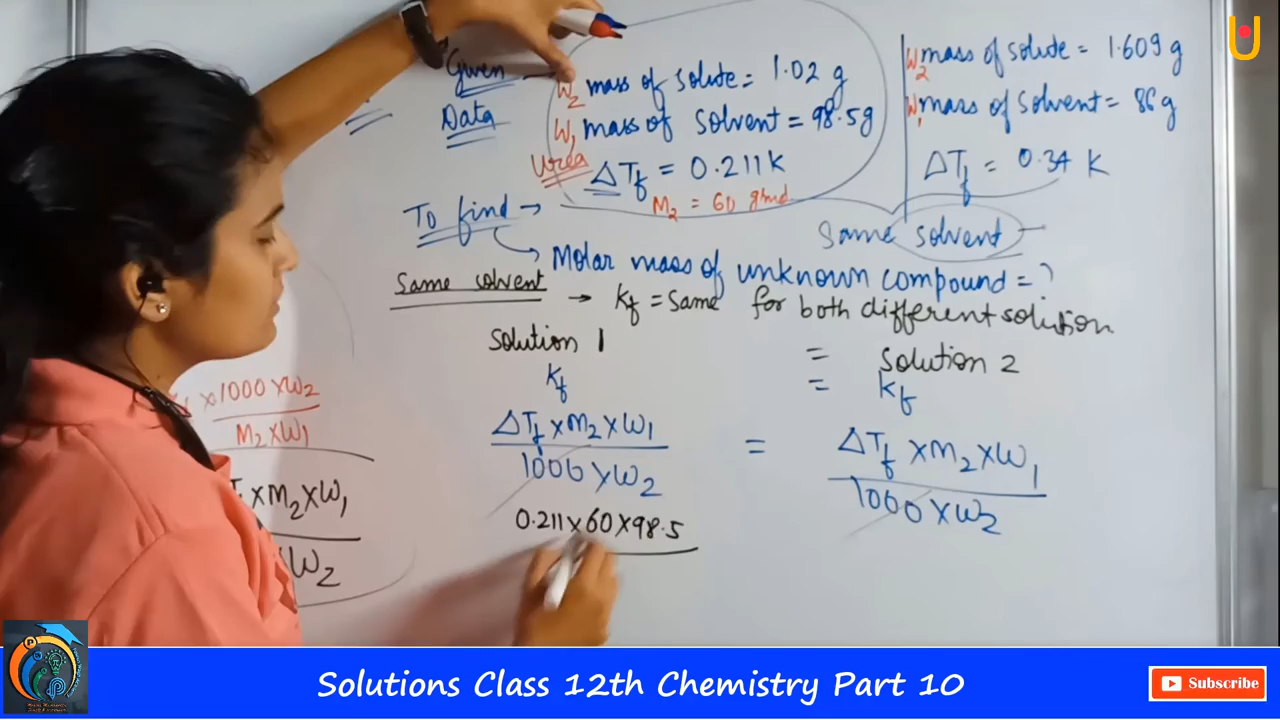 Given →
Data
W2 mass of Solute = 1.02 g
W1 mass of Solvent = 98.5g
Urea
ΔTf = 0.211K
M2 = 60 g/mol
W2 mass of solute = 1.609 g
W1 mass of Solvent = 86g
ΔTf = 0.34 K
Same solvent
To find →
Molar mass of unknown compound = ?
Same solvent
→ Kf = Same for both different solution
Solution 1 = Solution 2
Kf = Kf
ΔTf × M2 × W1 = ΔTf × M2 × W1
1000 × W2 1000 × W2
0.211 × 60 × 98.5
× 1000 × W2
M2 × W1
× M2 × W1
W2
Solutions Class 12th Chemistry Part 10
Subscribe